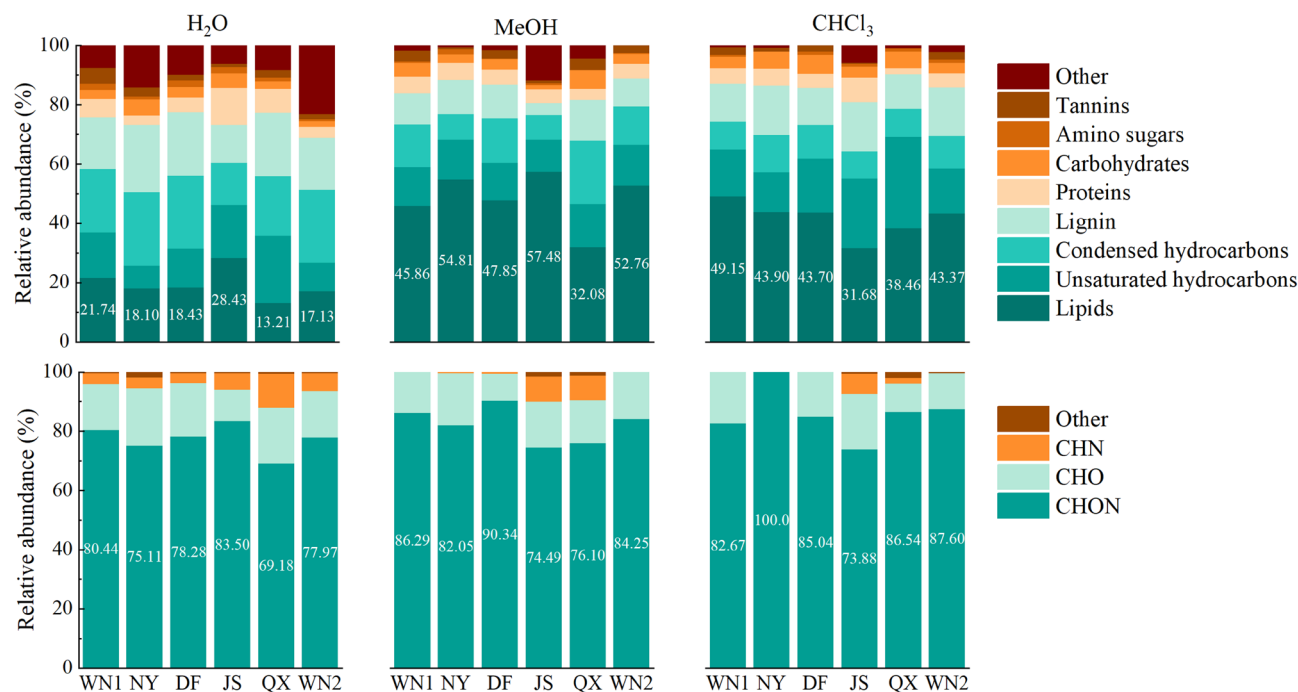 H₂O
MeOH
CHCl₃
Relative abundance (%)
100
80
60
40
20
0
21.74
18.10
18.43
28.43
13.21
17.13
45.86
54.81
47.85
57.48
32.08
52.76
49.15
43.90
43.70
31.68
38.46
43.37
Other
Tannins
Amino sugars
Carbohydrates
Proteins
Lignin
Condensed hydrocarbons
Unsaturated hydrocarbons
Lipids
Relative abundance (%)
100
80
60
40
20
0
80.44
75.11
78.28
83.50
69.18
77.97
86.29
82.05
90.34
74.49
76.10
84.25
82.67
100.0
85.04
73.88
86.54
87.60
Other
CHN
CHO
CHON
WN1 NY DF JS QX WN2
WN1 NY DF JS QX WN2
WN1 NY DF JS QX WN2